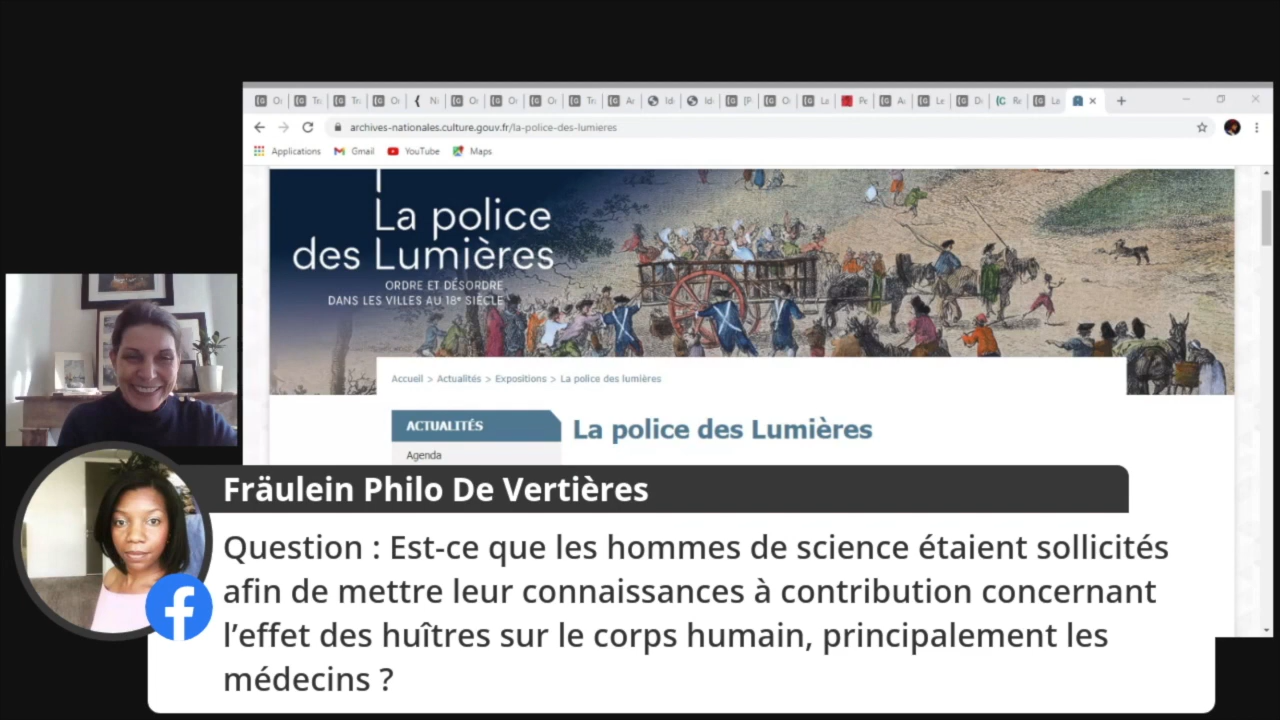 archives-nationales.culture.gouv.fr/la-police-des-lumieres
Applications Gmail YouTube Maps
La police
des Lumières
ORDRE ET DÉSORDRE
DANS LES VILLES AU 18e SIÈCLE
Accueil > Actualités > Expositions > La police des lumières
ACTUALITÉS
La police des Lumières
Agenda
Fräulein Philo De Vertières
Question : Est-ce que les hommes de science étaient sollicités
afin de mettre leur connaissances à contribution concernant
l’effet des huîtres sur le corps humain, principalement les
médecins ?